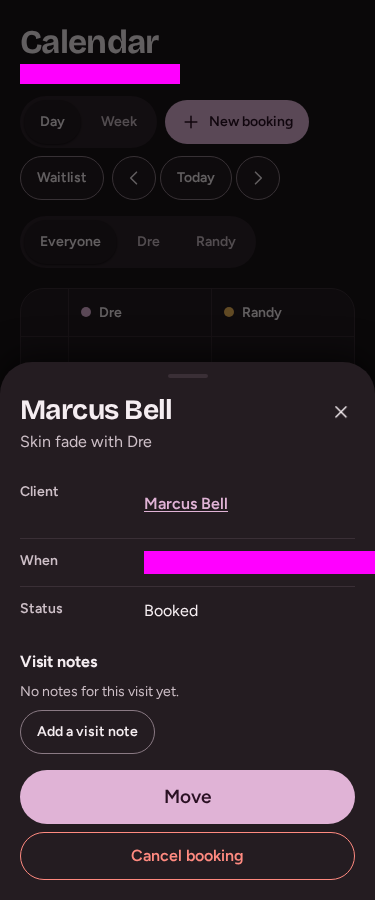 Calendar
Day Week New booking
Waitlist Today
Everyone Dre Randy
Dre Randy
Marcus Bell
Skin fade with Dre
Client Marcus Bell
When
Status Booked
Visit notes
No notes for this visit yet.
Add a visit note
Move
Cancel booking